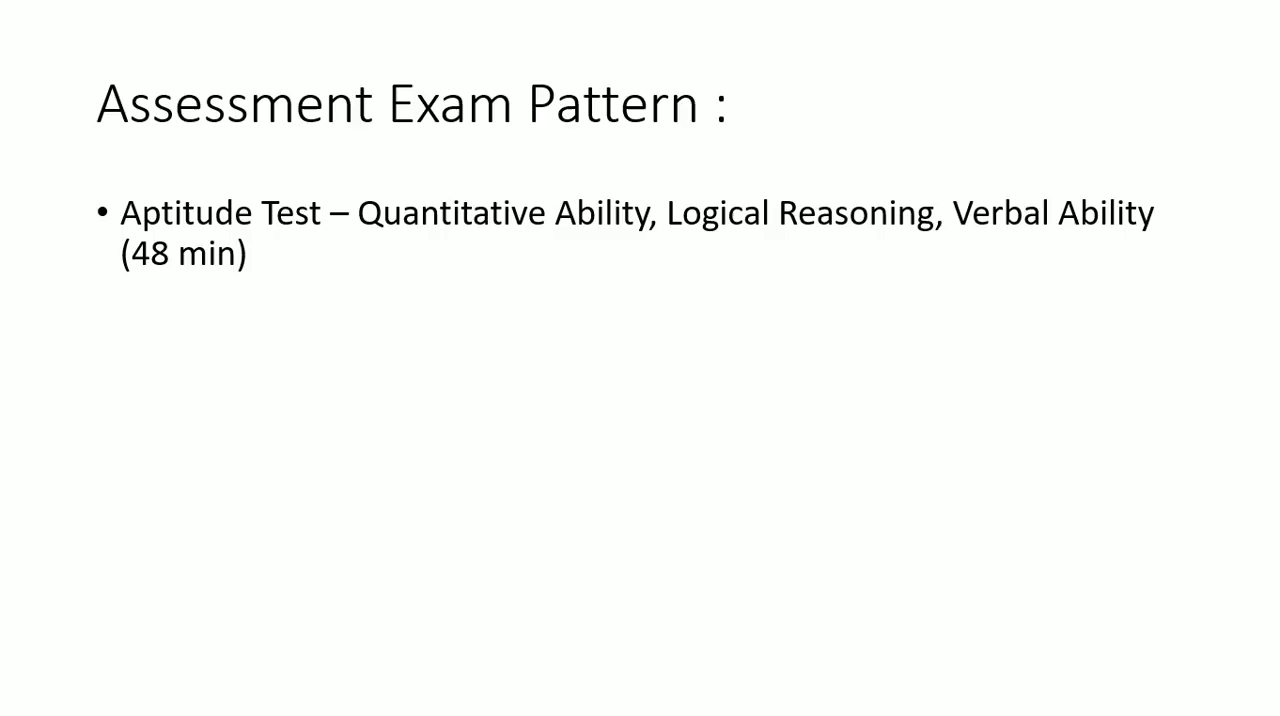 Assessment Exam Pattern :
• Aptitude Test – Quantitative Ability, Logical Reasoning, Verbal Ability
(48 min)